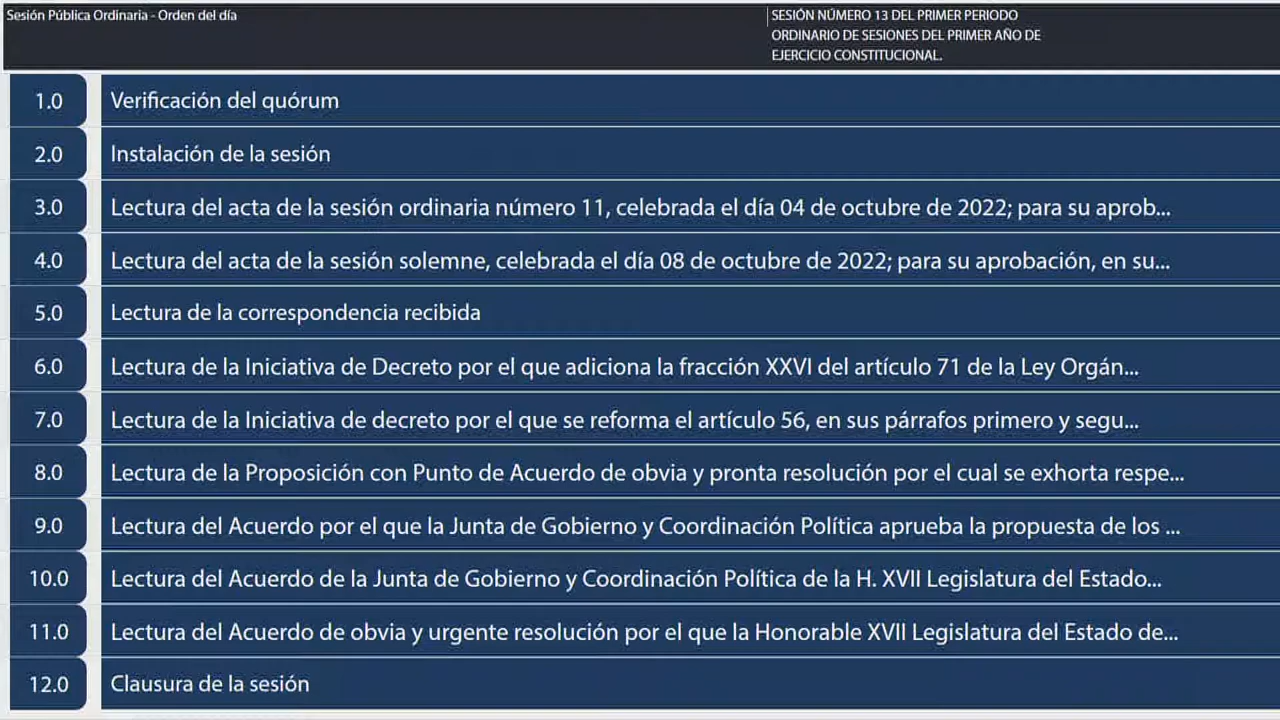 Sesión Pública Ordinaria - Orden del día
SESIÓN NÚMERO 13 DEL PRIMER PERIODO
ORDINARIO DE SESIONES DEL PRIMER AÑO DE
EJERCICIO CONSTITUCIONAL.
1.0 Verificación del quórum
2.0 Instalación de la sesión
3.0 Lectura del acta de la sesión ordinaria número 11, celebrada el día 04 de octubre de 2022; para su aprob...
4.0 Lectura del acta de la sesión solemne, celebrada el día 08 de octubre de 2022; para su aprobación, en su...
5.0 Lectura de la correspondencia recibida
6.0 Lectura de la Iniciativa de Decreto por el que adiciona la fracción XXVI del artículo 71 de la Ley Orgán...
7.0 Lectura de la Iniciativa de decreto por el que se reforma el artículo 56, en sus párrafos primero y segu...
8.0 Lectura de la Proposición con Punto de Acuerdo de obvia y pronta resolución por el cual se exhorta respe...
9.0 Lectura del Acuerdo por el que la Junta de Gobierno y Coordinación Política aprueba la propuesta de los ...
10.0 Lectura del Acuerdo de la Junta de Gobierno y Coordinación Política de la H. XVII Legislatura del Estado...
11.0 Lectura del Acuerdo de obvia y urgente resolución por el que la Honorable XVII Legislatura del Estado de...
12.0 Clausura de la sesión